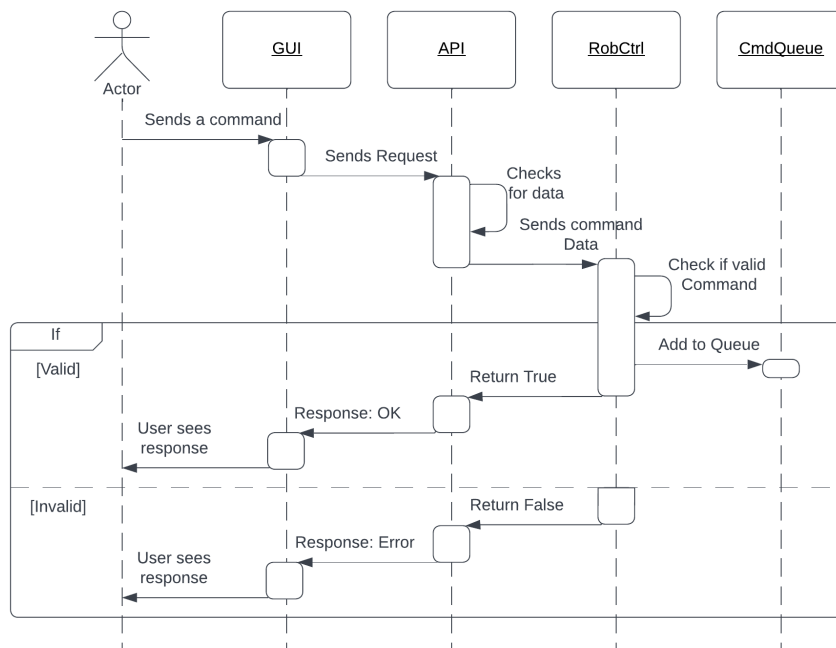 GUI
API
RobCtrl
CmdQueue
Actor
Sends a command
Sends Request
Checks
for data
Sends command
Data
Check if valid
Command
If
[Valid]
Add to Queue
Return True
Response: OK
User sees
response
[Invalid]
Return False
Response: Error
User sees
response